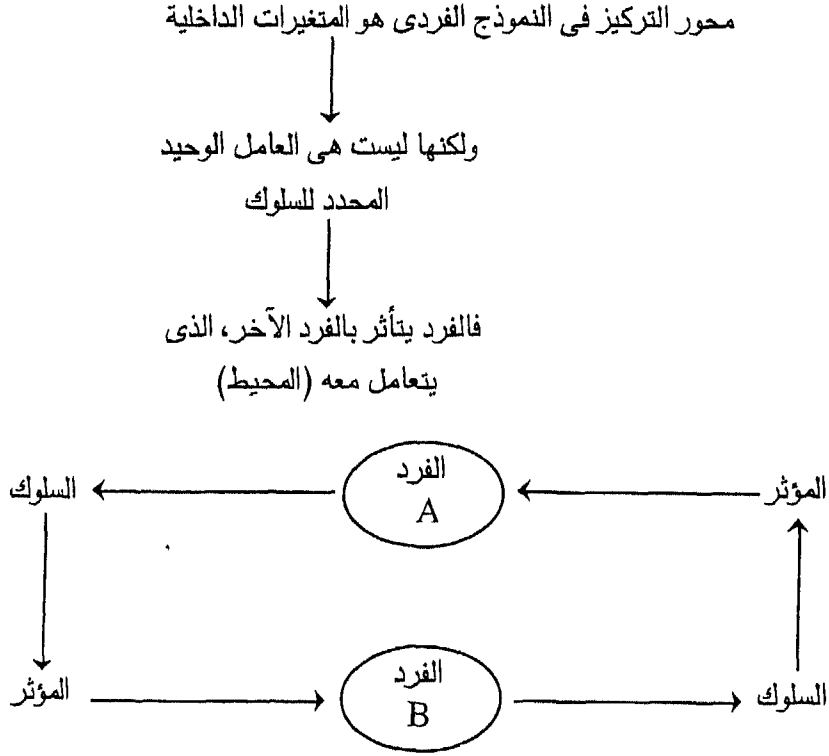 محور التركيز فى النموذج الفردى هو المتغيرات الداخلية
ولكنها ليست هى العامل الوحيد
المحدد للسلوك
فالفرد يتأثر بالفرد الآخر، الذى
يتعامل معه (المحيط)
المؤثر
الفرد
A
السلوك
المؤثر
الفرد
B
السلوك